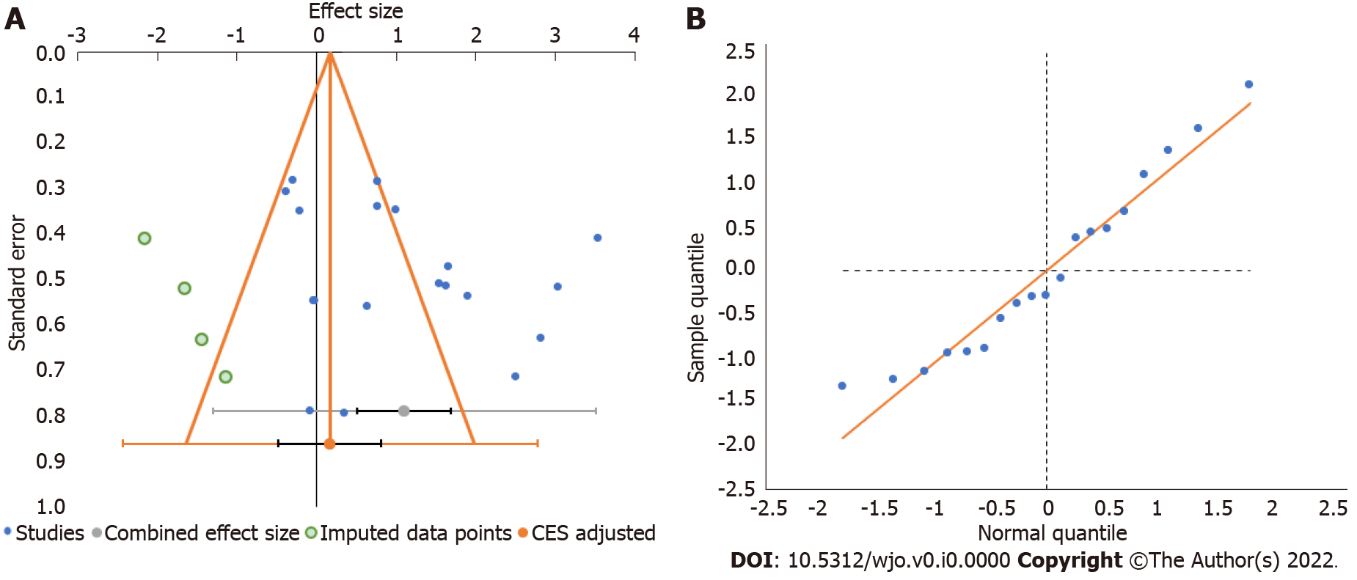 A
Effect size
-3 -2 -1 0 1 2 3 4
0.0
0.1
0.2
0.3
0.4
0.5
0.6
0.7
0.8
0.9
1.0
Standard error
Studies Combined effect size Imputed data points CES adjusted
B
2.5
2.0
1.5
1.0
0.5
0.0
-0.5
-1.0
-1.5
-2.0
-2.5
Sample quantile
-2.5 -2 -1.5 -1 -0.5 0 0.5 1 1.5 2 2.5
Normal quantile
DOI: 10.5312/wjo.v0.i0.0000 Copyright ©The Author(s) 2022.